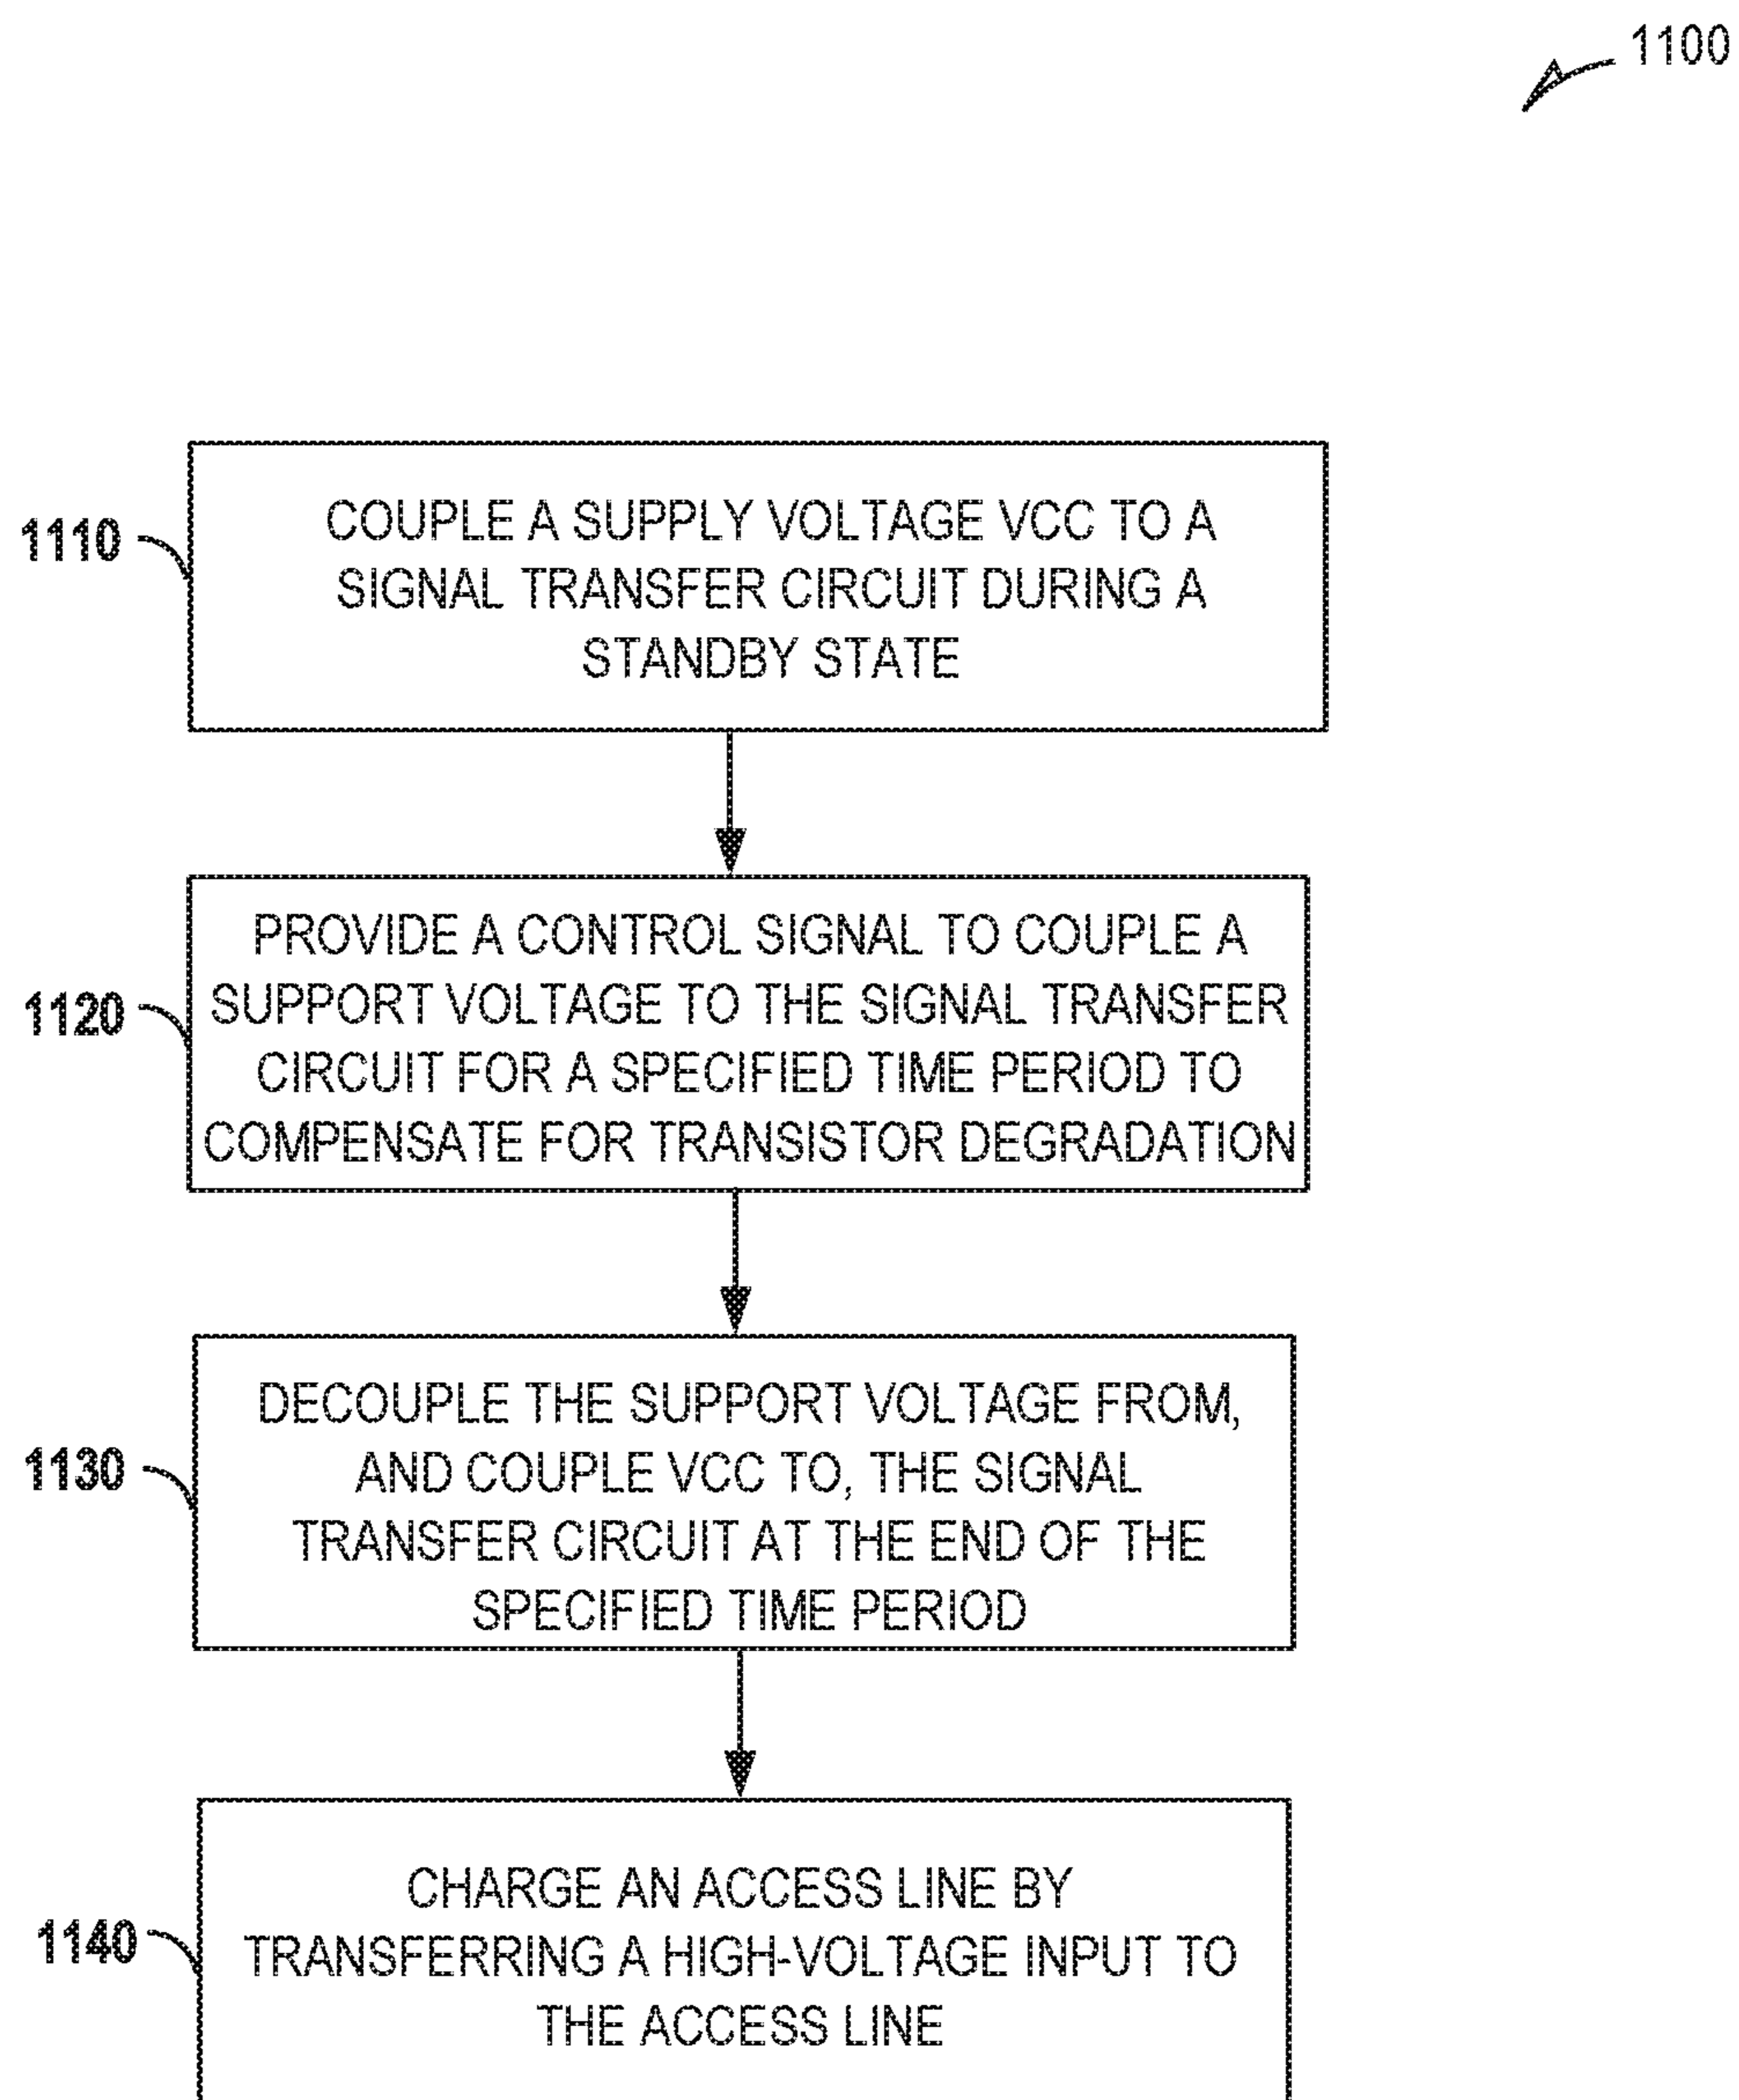 1100
1110
COUPLE A SUPPLY VOLTAGE VCC TO A
SIGNAL TRANSFER CIRCUIT DURING A
STANDBY STATE
1120
PROVIDE A CONTROL SIGNAL TO COUPLE A
SUPPORT VOLTAGE TO THE SIGNAL TRANSFER
CIRCUIT FOR A SPECIFIED TIME PERIOD TO
COMPENSATE FOR TRANSISTOR DEGRADATION
1130
DECOUPLE THE SUPPORT VOLTAGE FROM,
AND COUPLE VCC TO, THE SIGNAL
TRANSFER CIRCUIT AT THE END OF THE
SPECIFIED TIME PERIOD
1140
CHARGE AN ACCESS LINE BY
TRANSFERRING A HIGH-VOLTAGE INPUT TO
THE ACCESS LINE